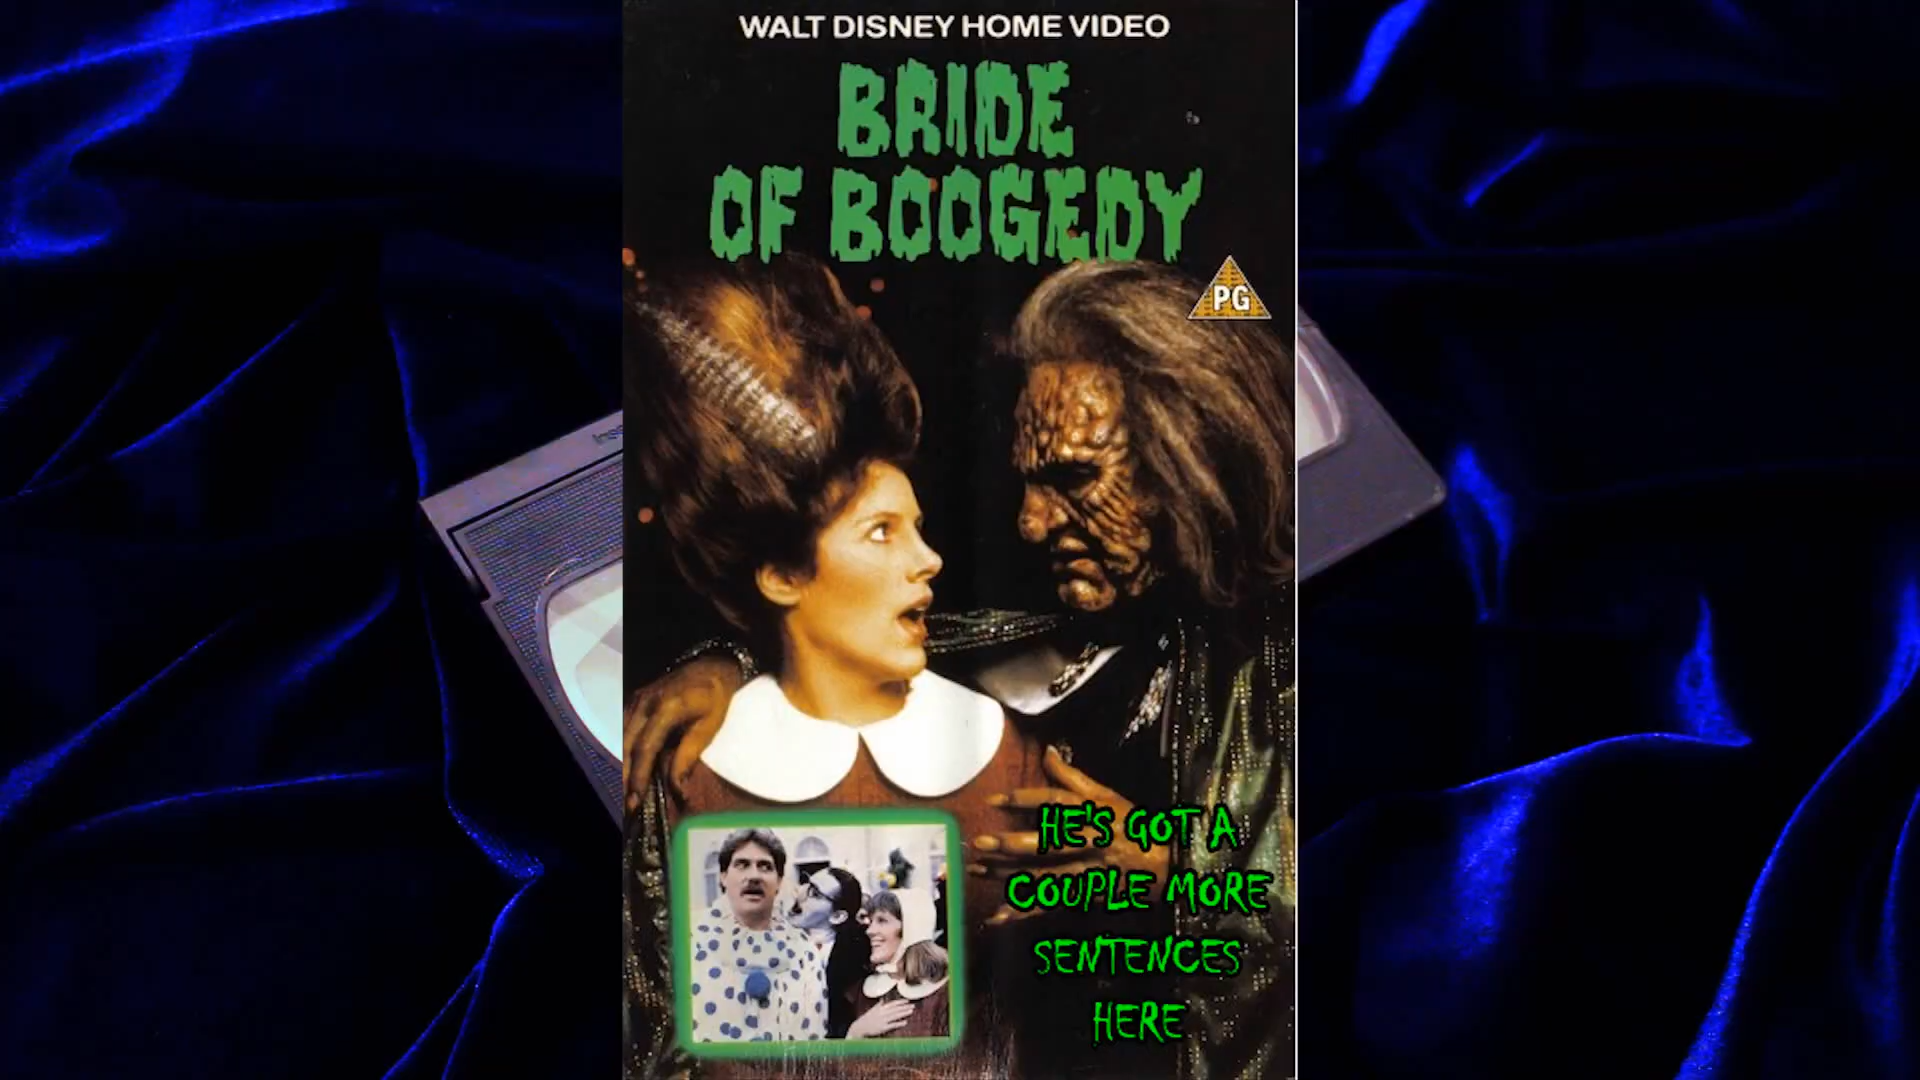 WALT DISNEY HOME VIDEO
BRIDE
OF BOOGEDY
PG
HE'S GOT A
COUPLE MORE
SENTENCES
HERE